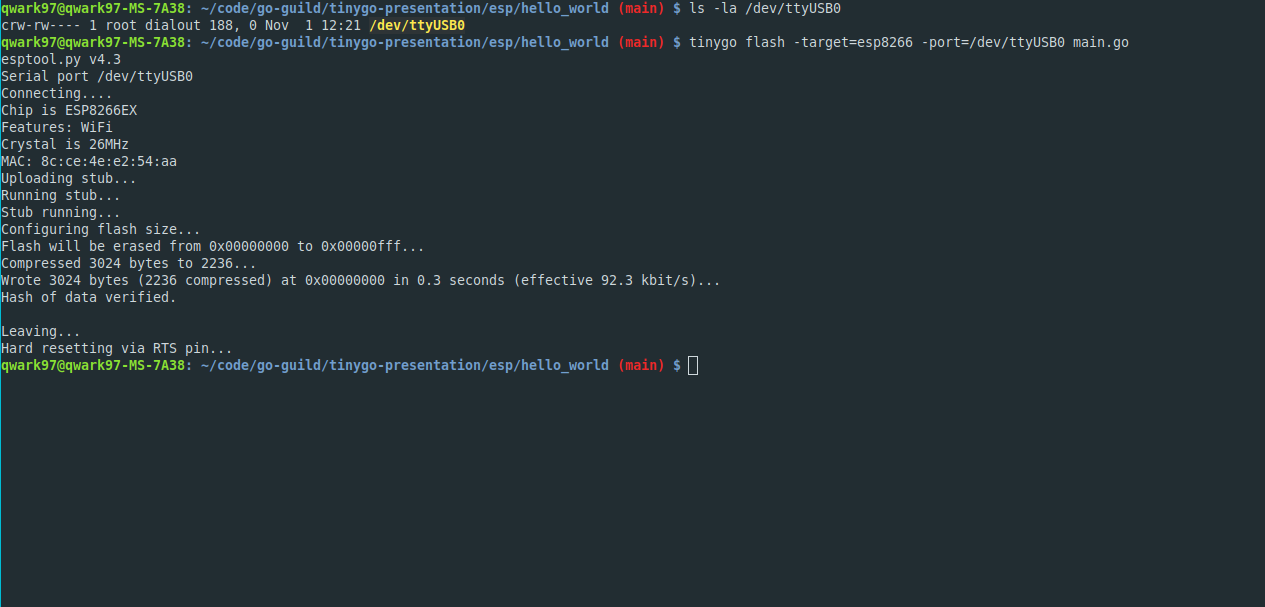 qwark97@qwark97-MS-7A38: ~/code/go-guild/tinygo-presentation/esp/hello_world (main) $ ls -la /dev/ttyUSB0
crw-rw---- 1 root dialout 188, 0 Nov  1 12:21 /dev/ttyUSB0
qwark97@qwark97-MS-7A38: ~/code/go-guild/tinygo-presentation/esp/hello_world (main) $ tinygo flash -target=esp8266 -port=/dev/ttyUSB0 main.go
esptool.py v4.3
Serial port /dev/ttyUSB0
Connecting....
Chip is ESP8266EX
Features: WiFi
Crystal is 26MHz
MAC: 8c:ce:4e:e2:54:aa
Uploading stub...
Running stub...
Stub running...
Configuring flash size...
Flash will be erased from 0x00000000 to 0x00000fff...
Compressed 3024 bytes to 2236...
Wrote 3024 bytes (2236 compressed) at 0x00000000 in 0.3 seconds (effective 92.3 kbit/s)...
Hash of data verified.

Leaving...
Hard resetting via RTS pin...
qwark97@qwark97-MS-7A38: ~/code/go-guild/tinygo-presentation/esp/hello_world (main) $